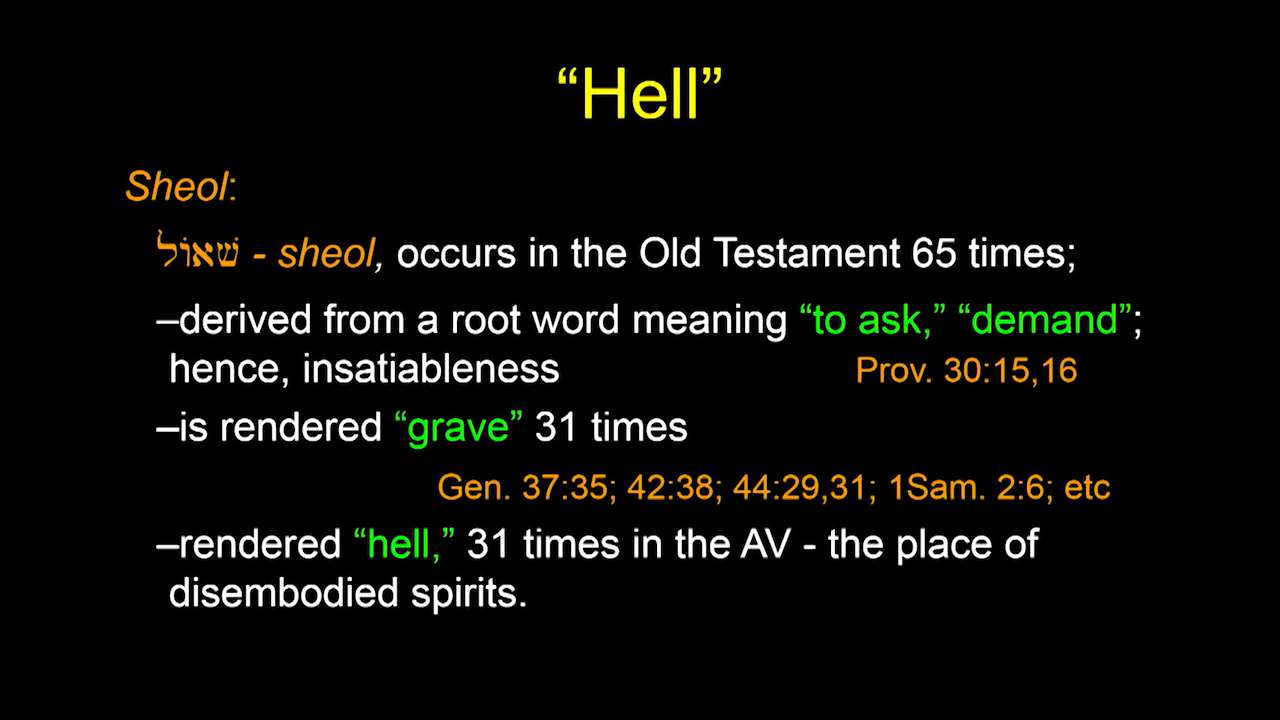 “Hell”
Sheol:
שׁאוֹל - sheol, occurs in the Old Testament 65 times;
–derived from a root word meaning “to ask,” “demand”;
hence, insatiableness Prov. 30:15,16
–is rendered “grave” 31 times
Gen. 37:35; 42:38; 44:29,31; 1Sam. 2:6; etc
–rendered “hell,” 31 times in the AV - the place of
disembodied spirits.